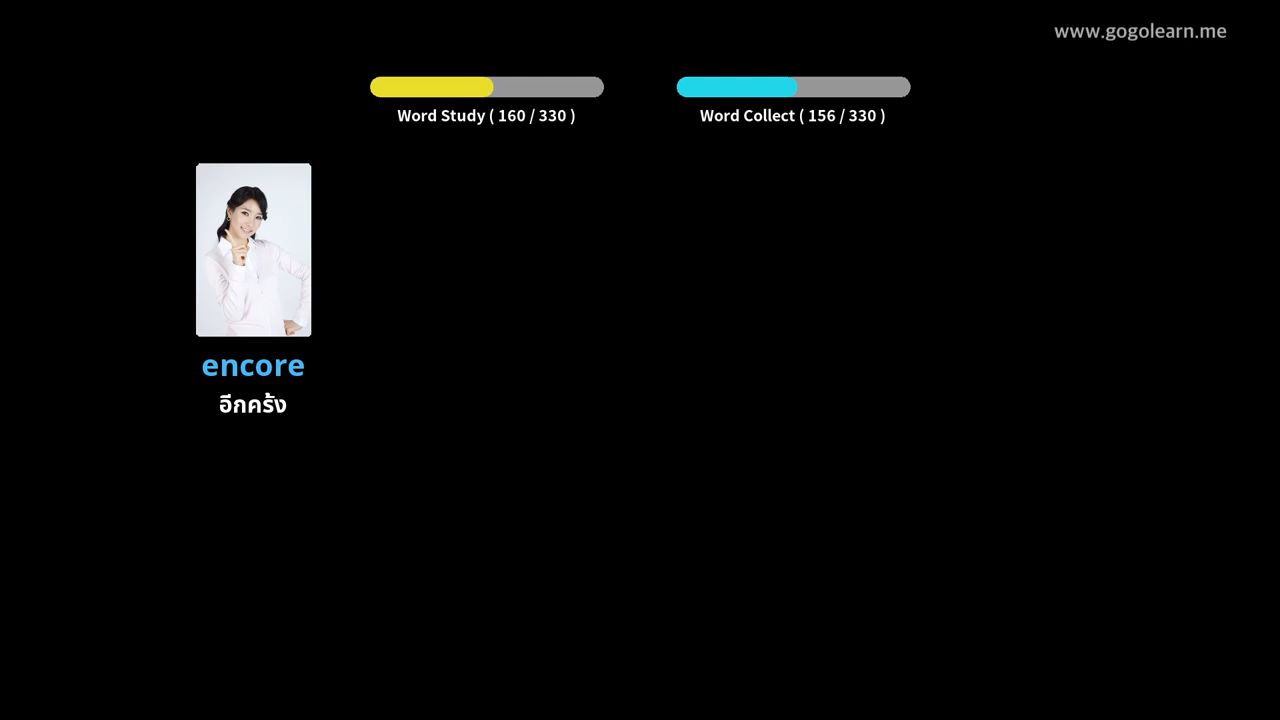 www.gogolearn.me
Word Study ( 160 / 330 )
Word Collect ( 156 / 330 )
encore
อีกครั้ง